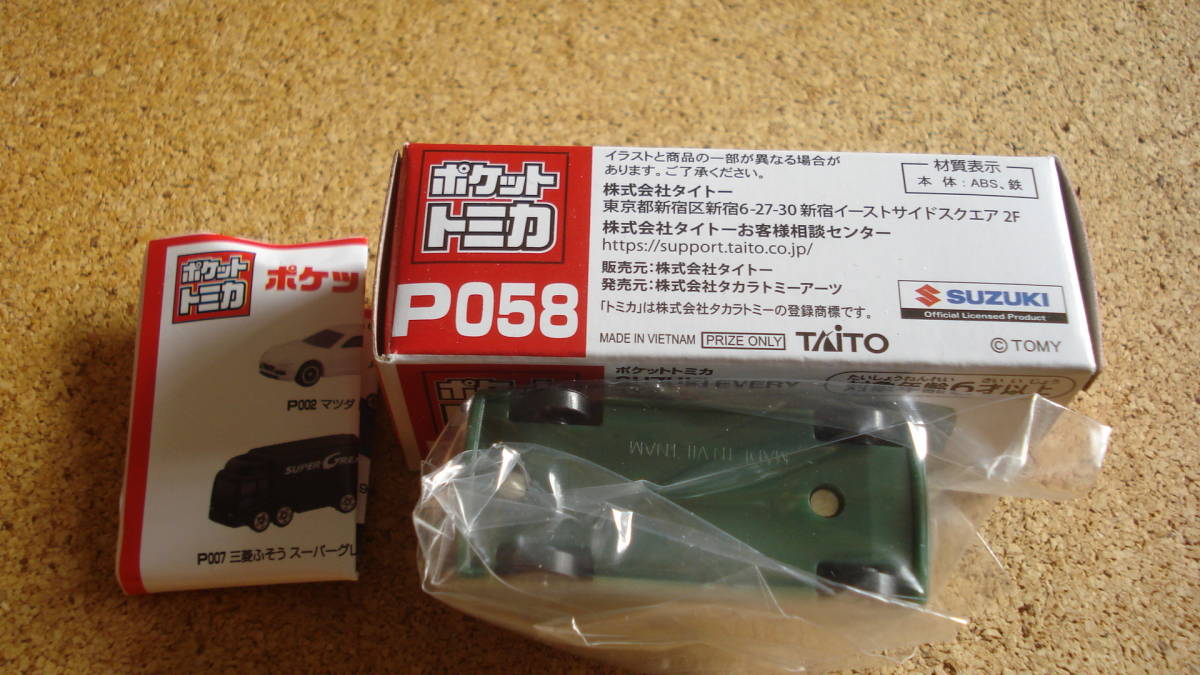 ポケット
トミカ
P058
イラストと商品の一部が異なる場合が
あります。ご了承ください。
株式会社タイトー
東京都新宿区新宿6-27-30 新宿イーストサイドスクエア 2F
株式会社タイトーお客様相談センター
https://support.taito.co.jp/
販売元:株式会社タイトー
発売元:株式会社タカラトミーアーツ
「トミカ」は株式会社タカラトミーの登録商標です。
MADE IN VIETNAM PRIZE ONLY TAITO
材質表示
本 体:ABS、鉄
SUZUKI
Official Licensed Product
©TOMY
ポケットトミカ
SUZUKI EVERY
ポケット
トミカ
ポケッ
P002 マツダ
SUPER GREA
P007 三菱ふそう スーパーグレ
MADE IN VIETNAM